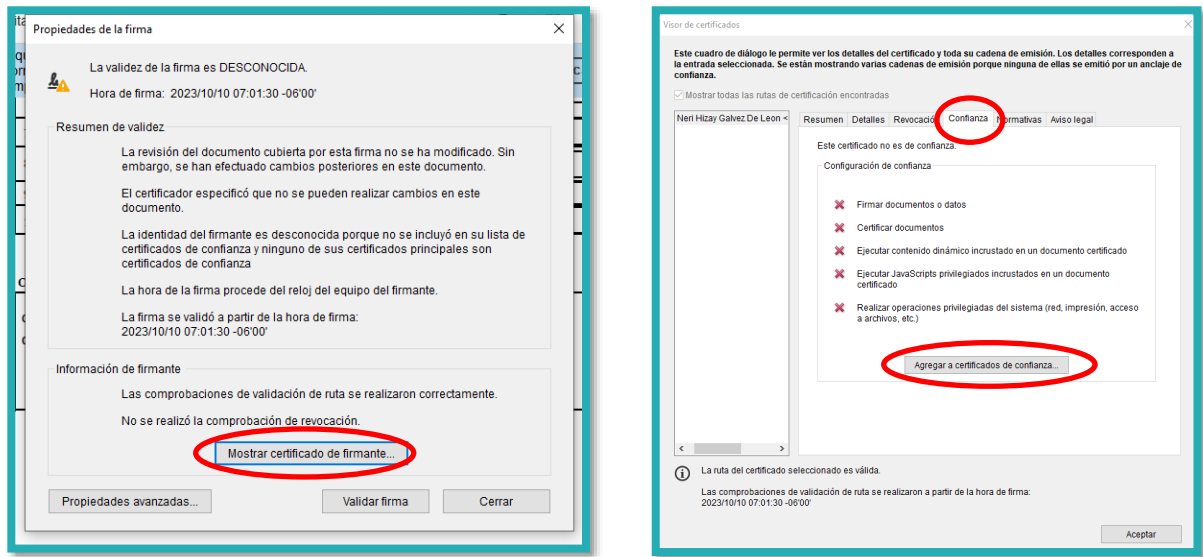 Propiedades de la firma
La validez de la firma es DESCONOCIDA.
Hora de firma: 2023/10/10 07:01:30 -06'00'
Resumen de validez
La revisión del documento cubierta por esta firma no se ha modificado. Sin
embargo, se han efectuado cambios posteriores en este documento.
El certificador especificó que no se pueden realizar cambios en este
documento.
La identidad del firmante es desconocida porque no se incluyó en su lista de
certificados de confianza y ninguno de sus certificados principales son
certificados de confianza
La hora de la firma procede del reloj del equipo del firmante.
La firma se validó a partir de la hora de firma:
2023/10/10 07:01:30 -06'00'
Información de firmante
Las comprobaciones de validación de ruta se realizaron correctamente.
No se realizó la comprobación de revocación.
Mostrar certificado de firmante...
Propiedades avanzadas...
Validar firma
Cerrar
Visor de certificados
Este cuadro de diálogo le permite ver los detalles del certificado y toda su cadena de emisión. Los detalles corresponden a
la entrada seleccionada. Se están mostrando varias cadenas de emisión porque ninguna de ellas se emitió por un anclaje de
confianza.
Mostrar todas las rutas de certificación encontradas
Neri Hizay Galvez De Leon <
Resumen Detalles Revocación Confianza Normativas Aviso legal
Este certificado no es de confianza.
Configuración de confianza
Firmar documentos o datos
Certificar documentos
Ejecutar contenido dinámico incrustado en un documento certificado
Ejecutar JavaScripts privilegiados incrustados en un documento
certificado
Realizar operaciones privilegiadas del sistema (red, impresión, acceso
a archivos, etc.)
Agregar a certificados de confianza...
La ruta del certificado seleccionado es válida.
Las comprobaciones de validación de ruta se realizaron a partir de la hora de firma:
2023/10/10 07:01:30 -06'00'
Aceptar